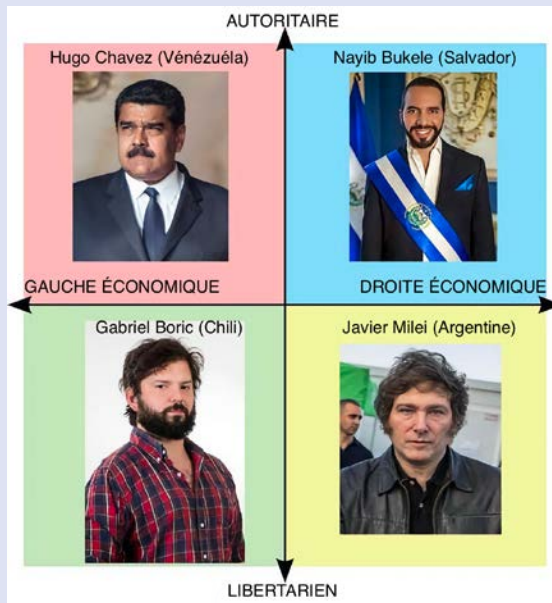 AUTORITAIRE
Hugo Chavez (Vénézuéla)
Nayib Bukele (Salvador)
GAUCHE ÉCONOMIQUE
DROITE ÉCONOMIQUE
Gabriel Boric (Chili)
Javier Milei (Argentine)
LIBERTARIEN